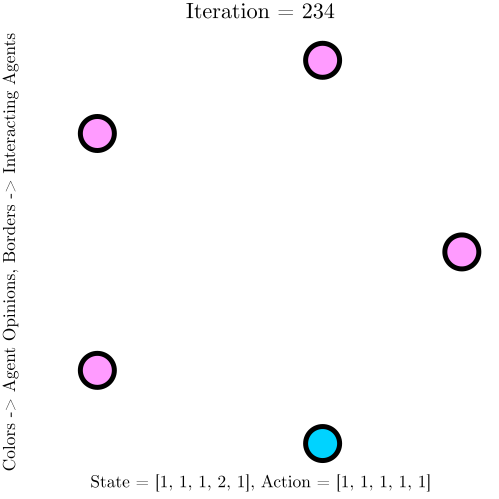 Iteration = 234
Colors -> Agent Opinions, Borders -> Interacting Agents
State = [1, 1, 1, 2, 1], Action = [1, 1, 1, 1, 1]